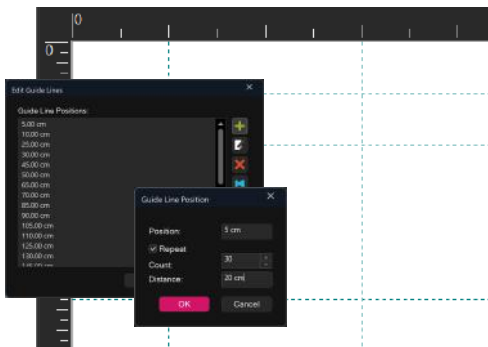 0
0
Edit Guide Lines
Guide Line Positions:
5.00 cm
10.00 cm
25.00 cm
30.00 cm
45.00 cm
50.00 cm
65.00 cm
70.00 cm
85.00 cm
90.00 cm
105.00 cm
110.00 cm
125.00 cm
130.00 cm
145.00 cm
Guide Line Position
Position: 5 cm
Repeat
Count: 30
Distance: 20 cm
OK Cancel